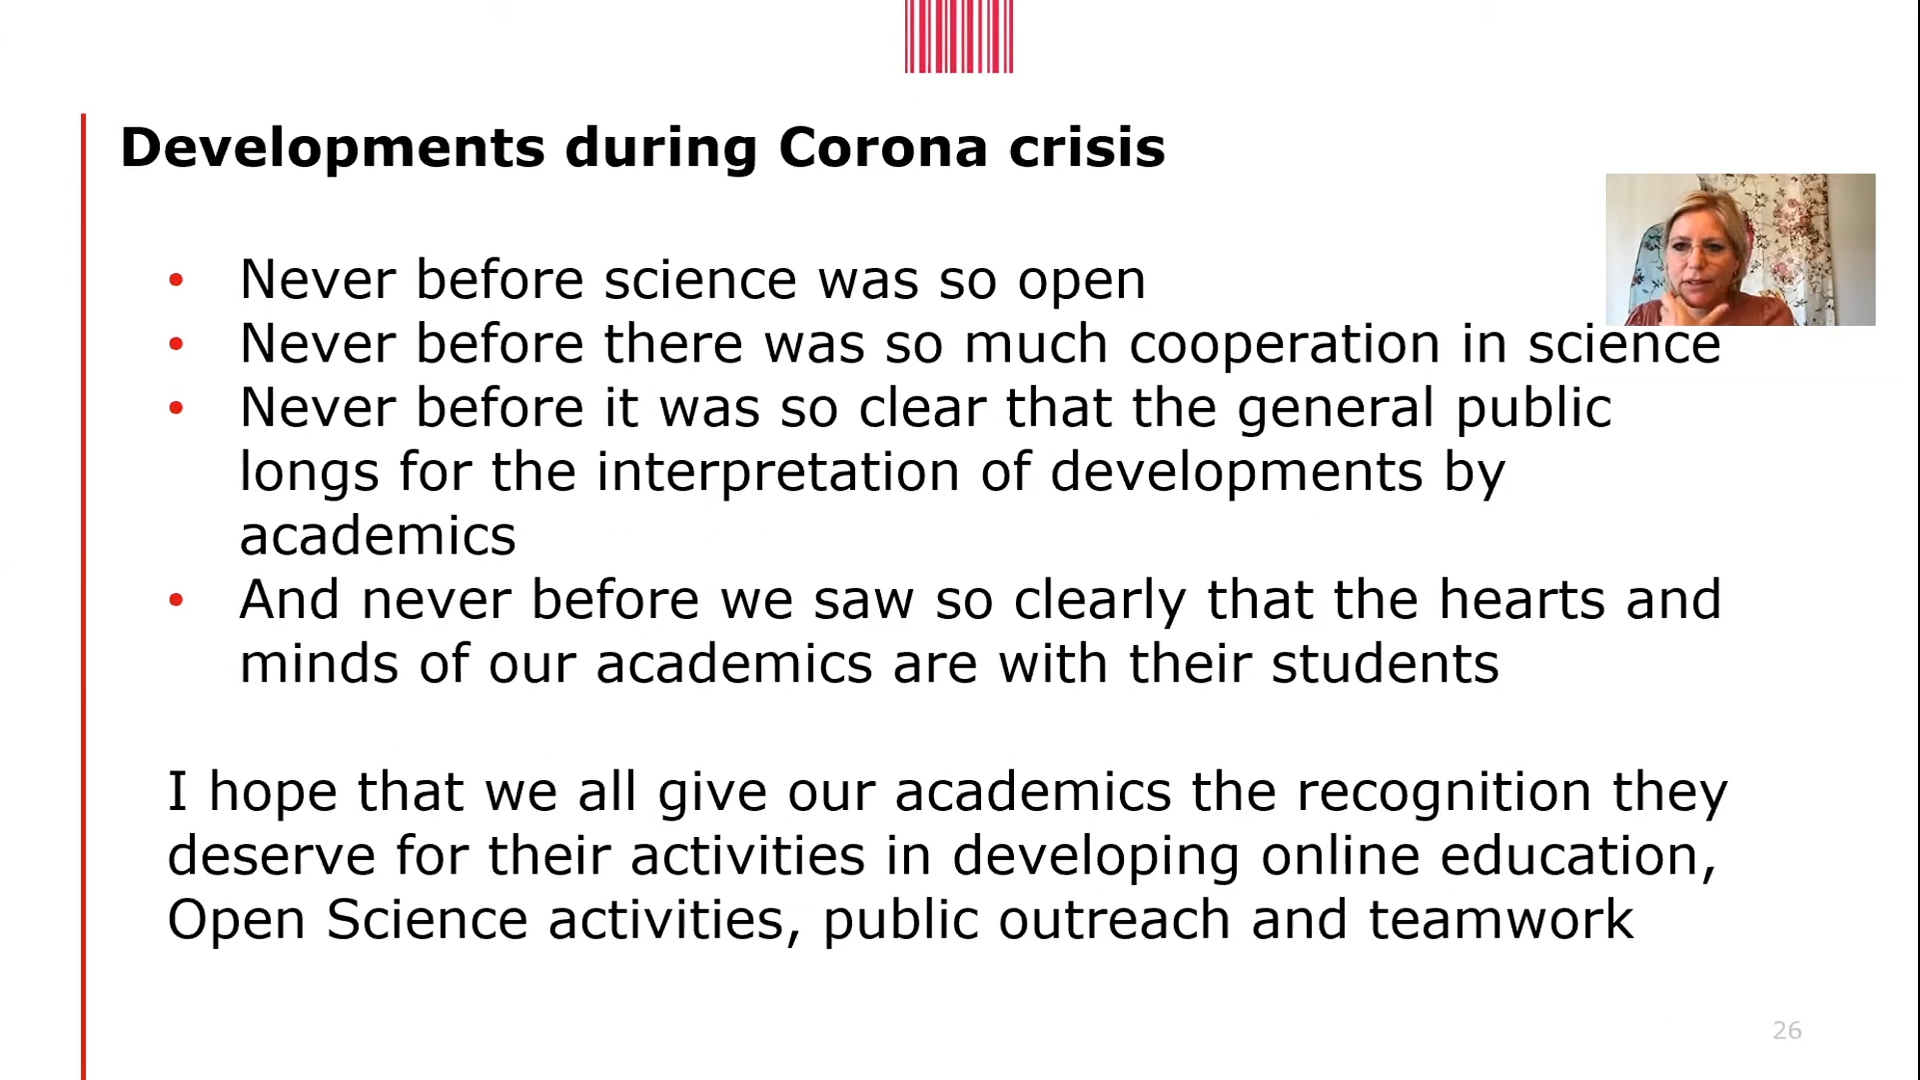 Developments during Corona crisis
• Never before science was so open
• Never before there was so much cooperation in science
• Never before it was so clear that the general public
longs for the interpretation of developments by
academics
• And never before we saw so clearly that the hearts and
minds of our academics are with their students
I hope that we all give our academics the recognition they
deserve for their activities in developing online education,
Open Science activities, public outreach and teamwork
26